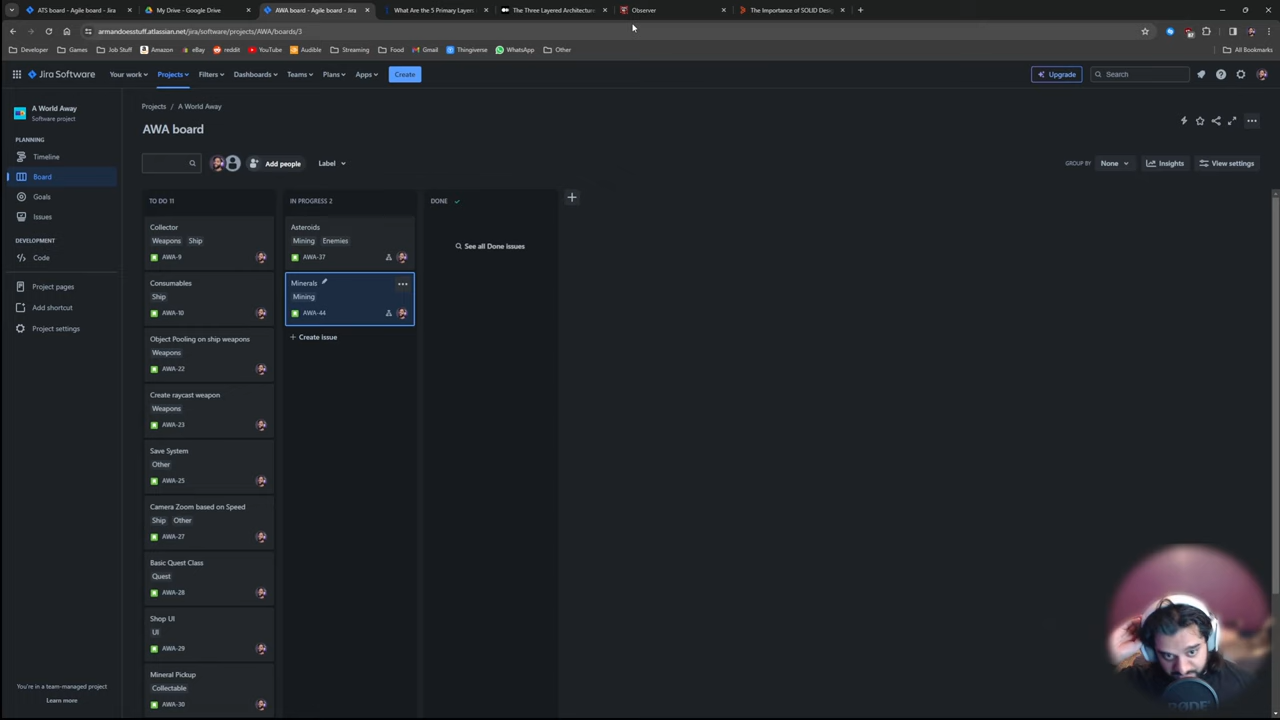 ATS board - Agile board - Jira
My Drive - Google Drive
AWA board - Agile board - Jira
What Are the 5 Primary Layers
The Three Layered Architecture
Observer
The Importance of SOLID Desig
armandoesstuff.atlassian.net/jira/software/projects/AWA/boards/3
Developer
Games
Job Stuff
Amazon
eBay
reddit
YouTube
Audible
Streaming
Food
Gmail
Thingiverse
WhatsApp
Other
All Bookmarks
Jira Software
Your work
Projects
Filters
Dashboards
Teams
Plans
Apps
Create
Upgrade
Search
A World Away
Software project
PLANNING
Timeline
Board
Goals
Issues
DEVELOPMENT
Code
Project pages
Add shortcut
Project settings
You're in a team-managed project
Learn more
Projects / A World Away
AWA board
Add people
Label
GROUP BY
None
Insights
View settings
TO DO 11
Collector
Weapons Ship
AWA-9
Consumables
Ship
AWA-10
Object Pooling on ship weapons
Weapons
AWA-22
Create raycast weapon
Weapons
AWA-23
Save System
Other
AWA-25
Camera Zoom based on Speed
Ship Other
AWA-27
Basic Quest Class
Quest
AWA-28
Shop UI
UI
AWA-29
Mineral Pickup
Collectable
AWA-30
IN PROGRESS 2
Asteroids
Mining Enemies
AWA-37
Minerals
Mining
AWA-44
Create issue
DONE
See all Done issues
RØDE